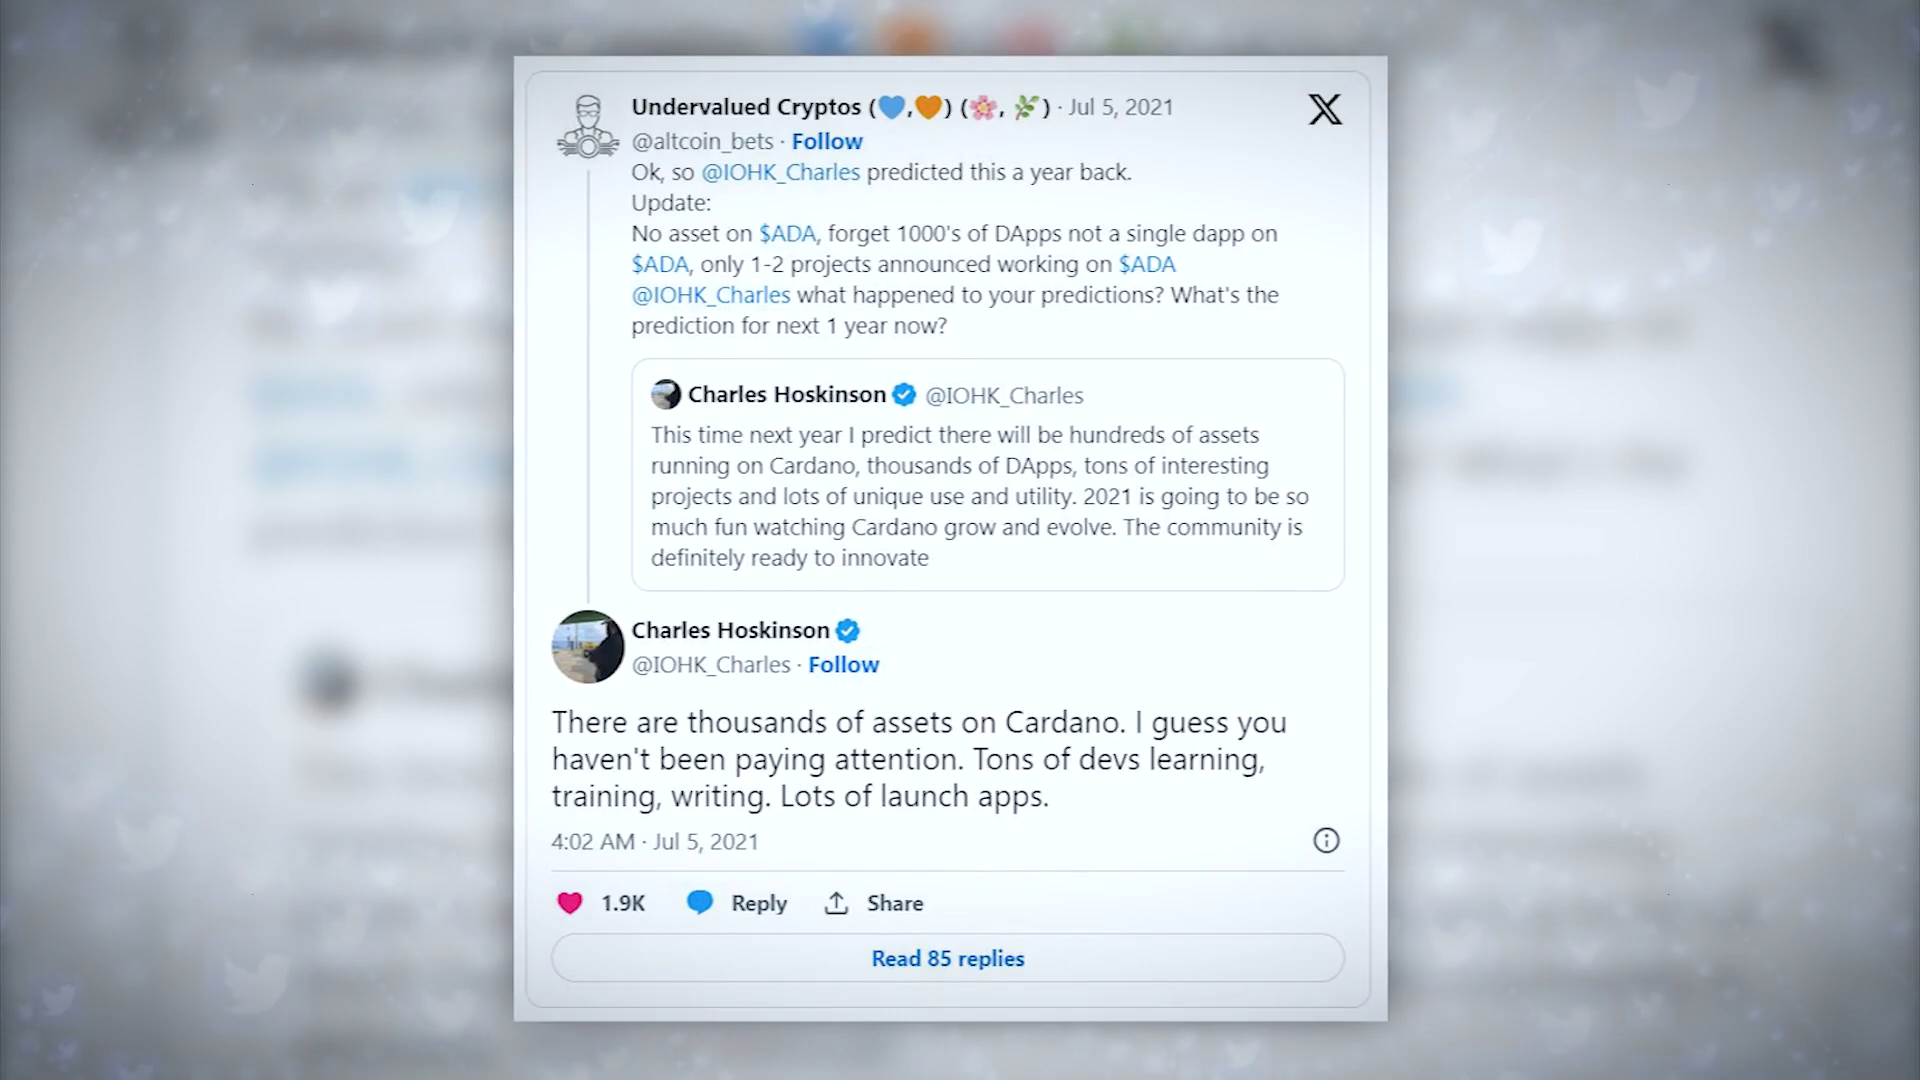 Undervalued Cryptos (💙,🧡) (🌸, 🌿) · Jul 5, 2021
@altcoin_bets · Follow
Ok, so @IOHK_Charles predicted this a year back.
Update:
No asset on $ADA, forget 1000's of DApps not a single dapp on
$ADA, only 1-2 projects announced working on $ADA
@IOHK_Charles what happened to your predictions? What's the
prediction for next 1 year now?
Charles Hoskinson @IOHK_Charles
This time next year I predict there will be hundreds of assets
running on Cardano, thousands of DApps, tons of interesting
projects and lots of unique use and utility. 2021 is going to be so
much fun watching Cardano grow and evolve. The community is
definitely ready to innovate
Charles Hoskinson
@IOHK_Charles · Follow
There are thousands of assets on Cardano. I guess you
haven't been paying attention. Tons of devs learning,
training, writing. Lots of launch apps.
4:02 AM · Jul 5, 2021
1.9K Reply Share
Read 85 replies